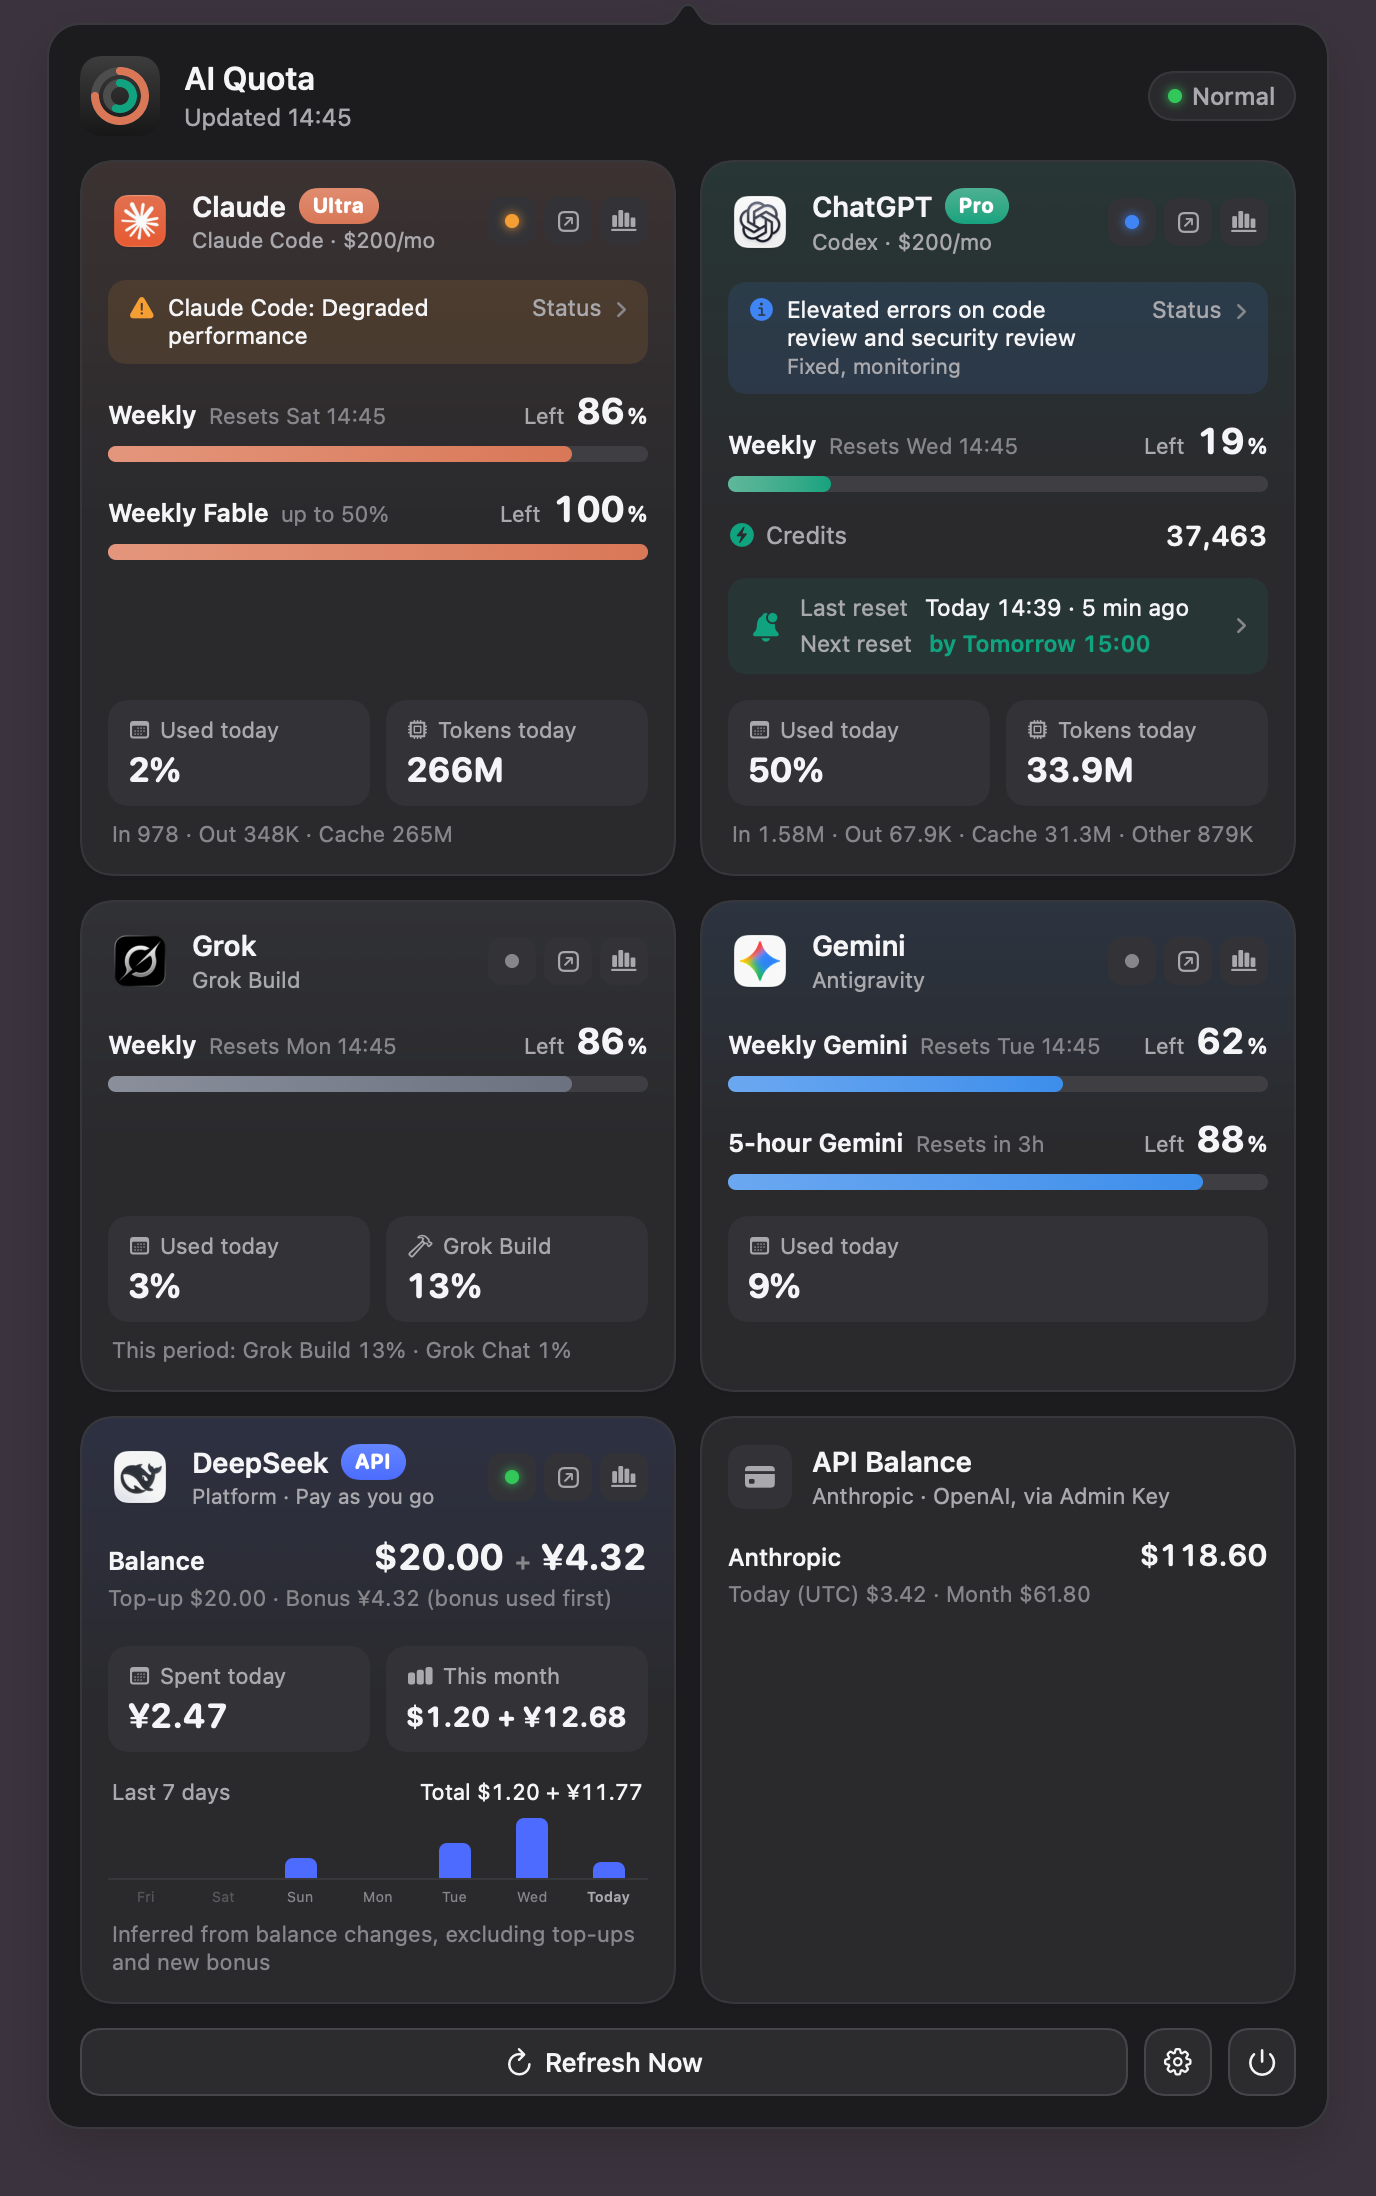 AI Quota
Updated 14:45
Normal
Claude Ultra
Claude Code · $200/mo
Claude Code: Degraded
performance
Status
Weekly Resets Sat 14:45 Left 86%
Weekly Fable up to 50% Left 100%
Used today
2%
Tokens today
266M
In 978 · Out 348K · Cache 265M
ChatGPT Pro
Codex · $200/mo
Elevated errors on code
review and security review
Fixed, monitoring
Status
Weekly Resets Wed 14:45 Left 19%
Credits 37,463
Last reset Today 14:39 · 5 min ago
Next reset by Tomorrow 15:00
Used today
50%
Tokens today
33.9M
In 1.58M · Out 67.9K · Cache 31.3M · Other 879K
Grok
Grok Build
Weekly Resets Mon 14:45 Left 86%
Used today
3%
Grok Build
13%
This period: Grok Build 13% · Grok Chat 1%
Gemini
Antigravity
Weekly Gemini Resets Tue 14:45 Left 62%
5-hour Gemini Resets in 3h Left 88%
Used today
9%
DeepSeek API
Platform · Pay as you go
Balance $20.00 + ¥4.32
Top-up $20.00 · Bonus ¥4.32 (bonus used first)
Spent today
¥2.47
This month
$1.20 + ¥12.68
Last 7 days Total $1.20 + ¥11.77
Fri Sat Sun Mon Tue Wed Today
Inferred from balance changes, excluding top-ups
and new bonus
API Balance
Anthropic · OpenAI, via Admin Key
Anthropic $118.60
Today (UTC) $3.42 · Month $61.80
Refresh Now